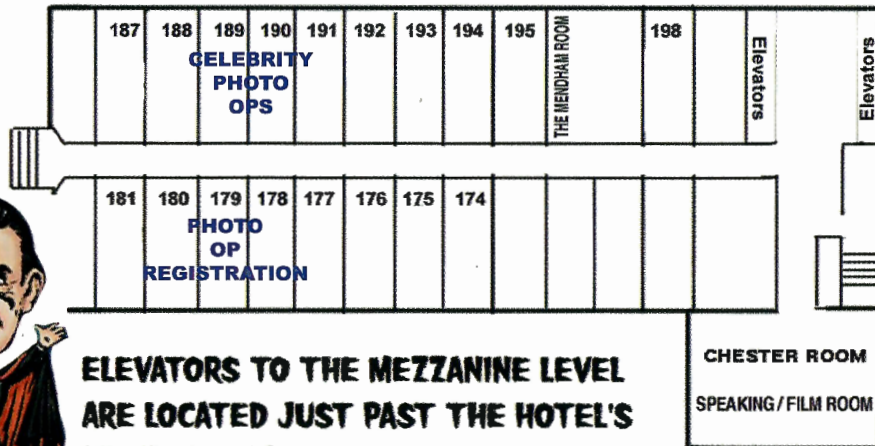 187 188 189 190 191 192 193 194 195 THE MENDHAM ROOM 198 Elevators Elevators
CELEBRITY
PHOTO
OPS
181 180 179 178 177 176 175 174
PHOTO
OP
REGISTRATION
ELEVATORS TO THE MEZZANINE LEVEL
ARE LOCATED JUST PAST THE HOTEL'S
CHESTER ROOM
SPEAKING / FILM ROOM